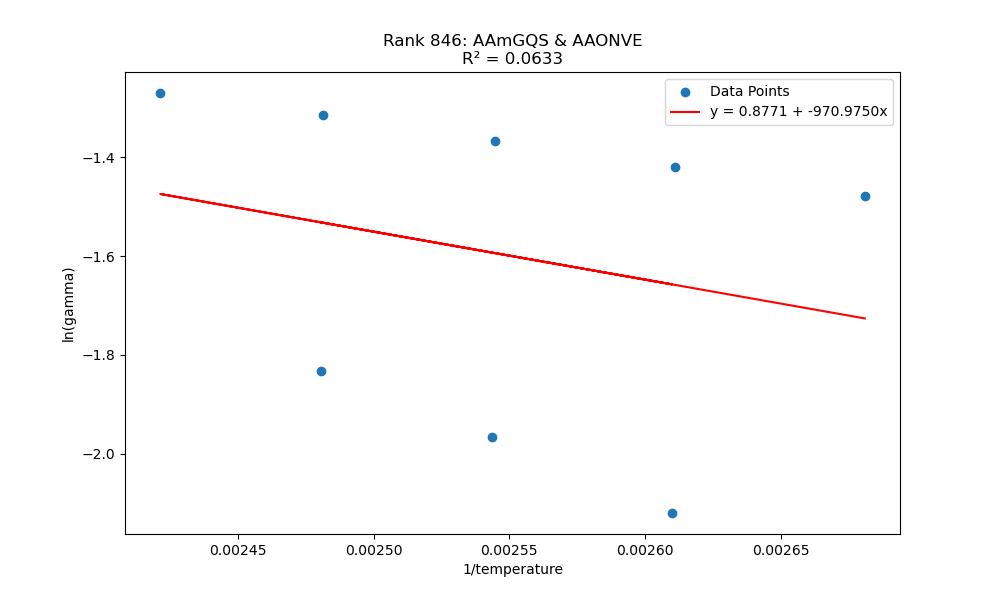 Rank 846: AAmGQS & AAONVE
R² = 0.0633
Data Points
y = 0.8771 + -970.9750x
ln(gamma)
−1.4
−1.6
−1.8
−2.0
0.00245
0.00250
0.00255
0.00260
0.00265
1/temperature